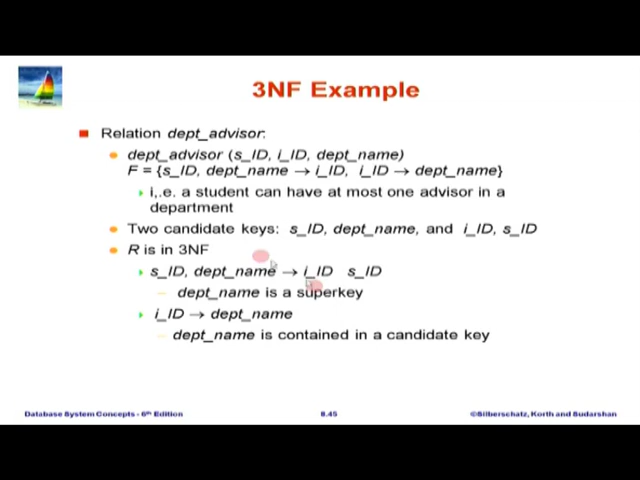 3NF Example
Relation dept_advisor:
dept_advisor (s_ID, i_ID, dept_name)
F = {s_ID, dept_name → i_ID, i_ID → dept_name}
i,.e. a student can have at most one advisor in a
department
Two candidate keys: s_ID, dept_name, and i_ID, s_ID
R is in 3NF
s_ID, dept_name → i_ID s_ID
dept_name is a superkey
i_ID → dept_name
dept_name is contained in a candidate key
Database System Concepts - 6th Edition
8.45
©Silberschatz, Korth and Sudarshan